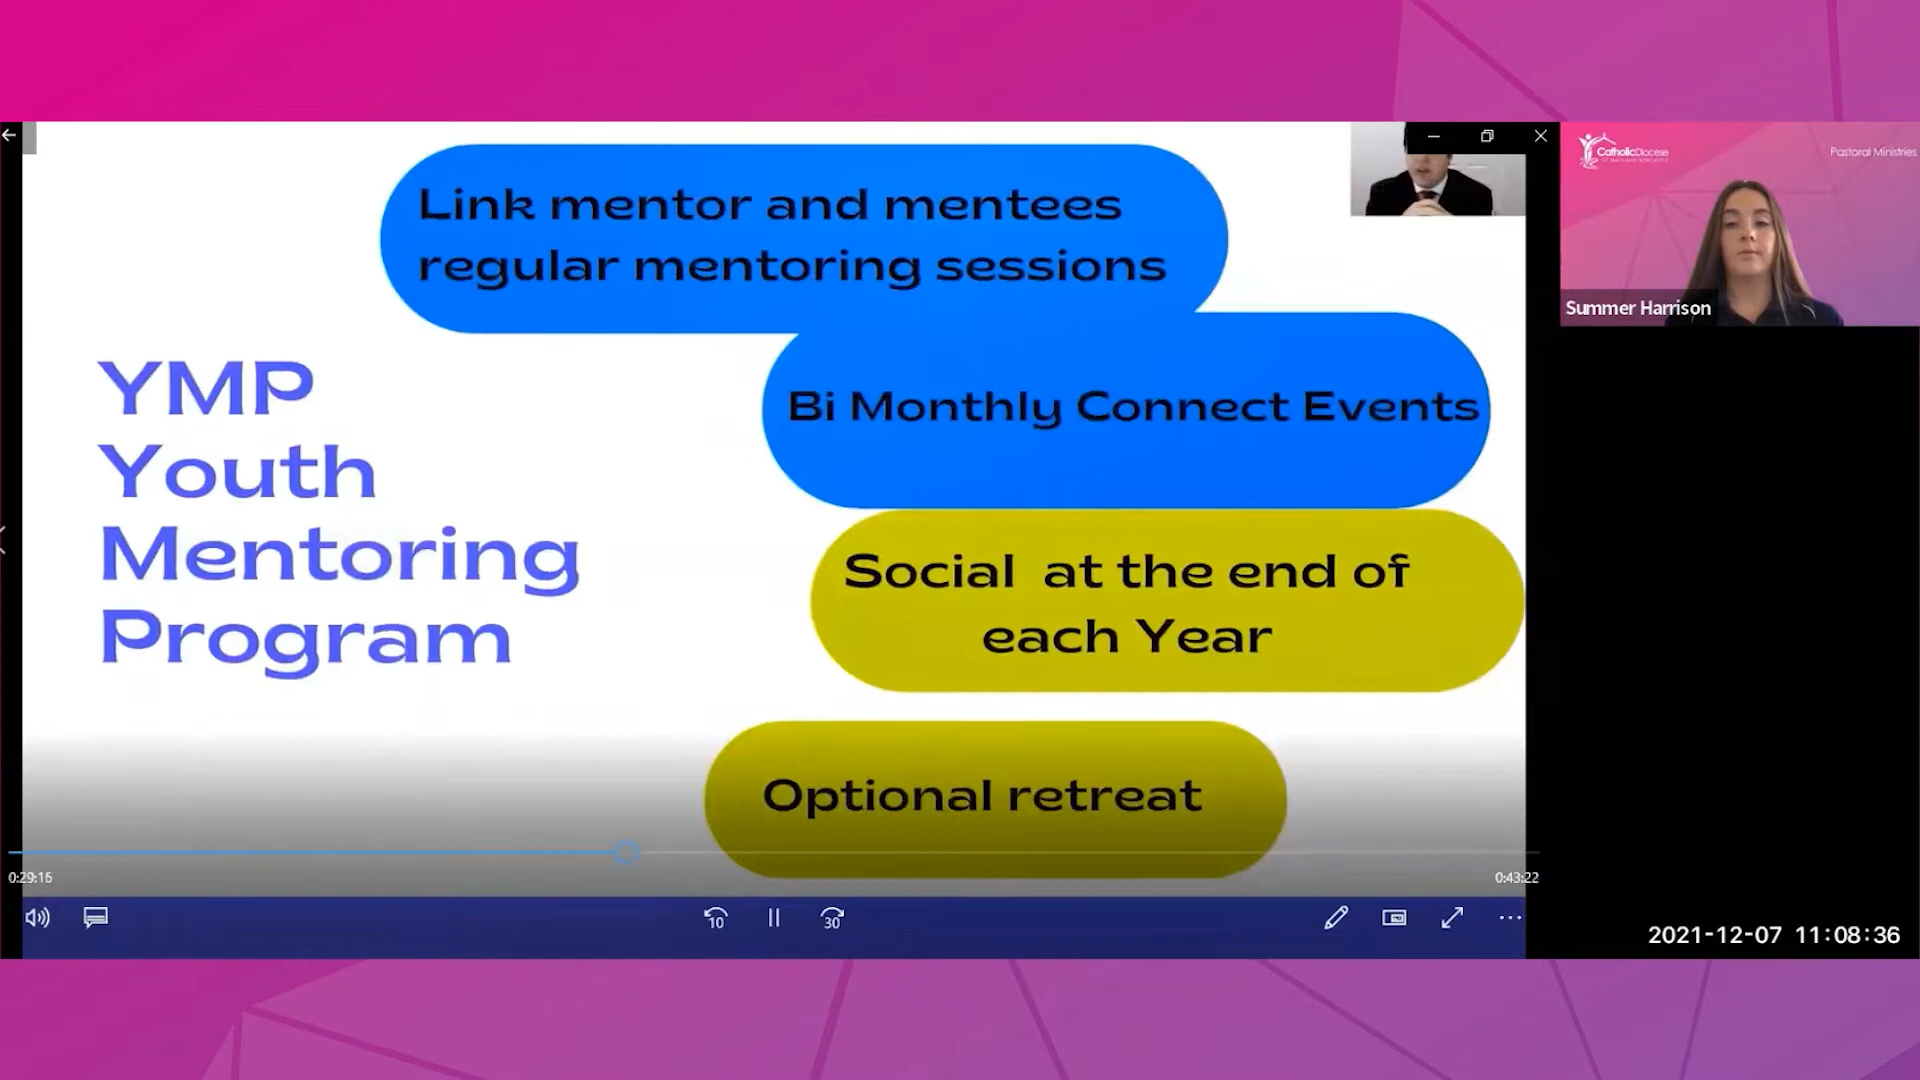 Link mentor and mentees
regular mentoring sessions
Bi Monthly Connect Events
YMP
Youth
Mentoring
Program
Social at the end of
each Year
Optional retreat
0:29:15
0:43:22
10
30
CatholicDiocese
Pastoral Ministries
Summer Harrison
2021-12-07 11:08:36